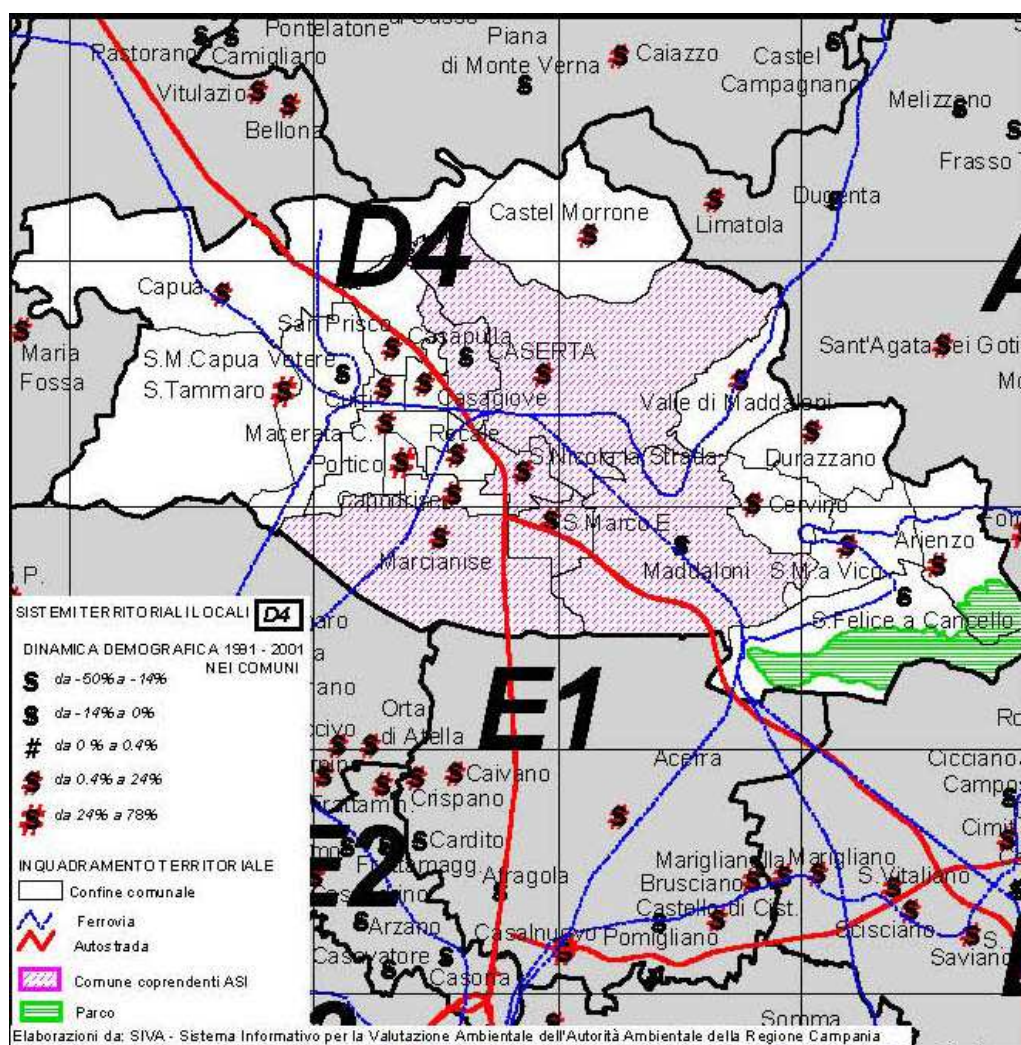 Pontelatone
Pastorano
Camigliano
Piana
di Monte Verna
Caiazzo
Castel
Campagnano
Vitulazio
Bellona
Melizzano
Frasso
Dugenta
Castel Morrone
Limatola
D4
Capua
San Prisco
Casapulla
CASERTA
Sant'Agata dei Goti
Maria
Fossa
S.M.Capua Vetere
S.Tammaro
Curti
Casagiove
Valle di Maddaloni
Macerata C.
Recale
Portico
S.Nicola la Strada
Durazzano
Capodrise
Cervino
S.Marco E.
Marcianise
Maddaloni
S.M.a Vico
Arienzo
S.Felice a Cancello
SISTEMI TERRITORIALI LOCALI D4
DINAMICA DEMOGRAFICA 1991 - 2001
NEI COMUNI
da -50% a -14%
da -14% a 0%
da 0 % a 0.4%
da 0.4% a 24%
da 24% a 78%
INQUADRAMENTO TERRITORIALE
Confine comunale
Ferrovia
Autostrada
Comune coprendenti ASI
Parco
E1
Orta
di Atella
Acerra
Cicciano
Caivano
Crispano
Cardito
E2
Afragola
Mariglianella
Marigliano
Brusciano
S.Vitaliano
Castello di Cist.
Arzano
Casalnuovo
Pomigliano
Scisciano
Casavatore
Saviano
Casoria
Somma
Elaborazioni da: SIVA - Sistema Informativo per la Valutazione Ambientale dell'Autorità Ambientale della Regione Campania